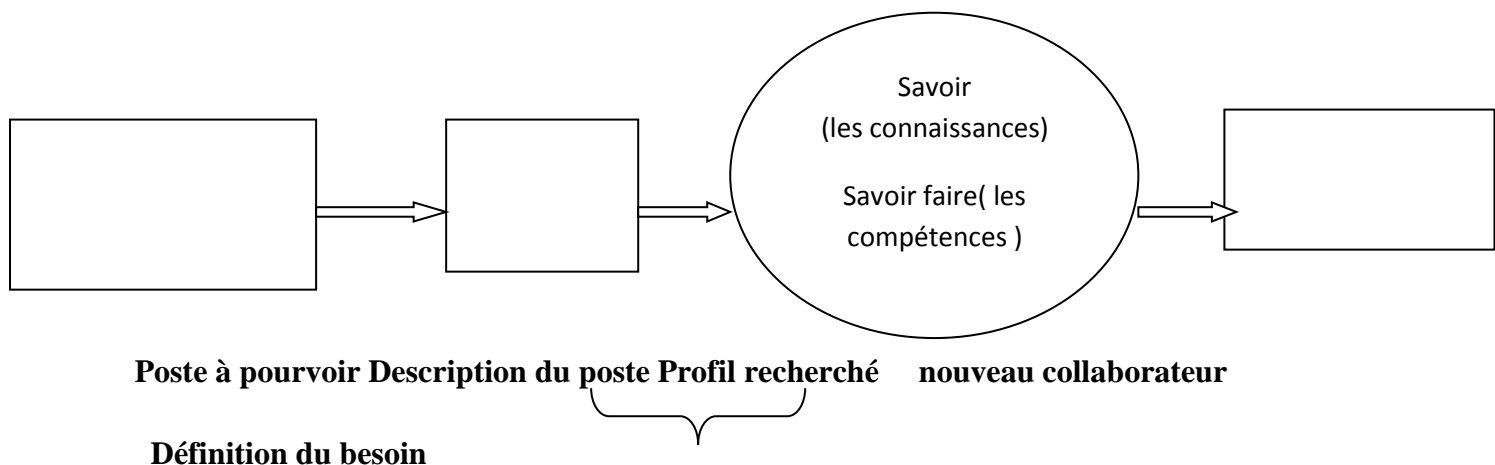 Savoir
(les connaissances)
Savoir faire( les
compétences )
Poste à pourvoir Description du poste Profil recherché nouveau collaborateur
Définition du besoin